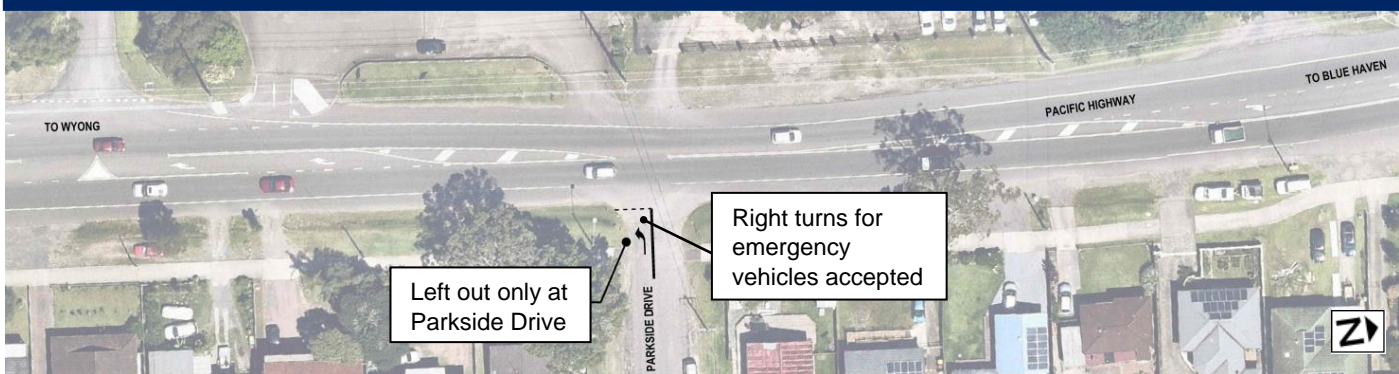 TO WYONG
PACIFIC HIGHWAY
TO BLUE HAVEN
Right turns for
emergency
vehicles accepted
Left out only at
Parkside Drive
PARKSIDE DRIVE
Z